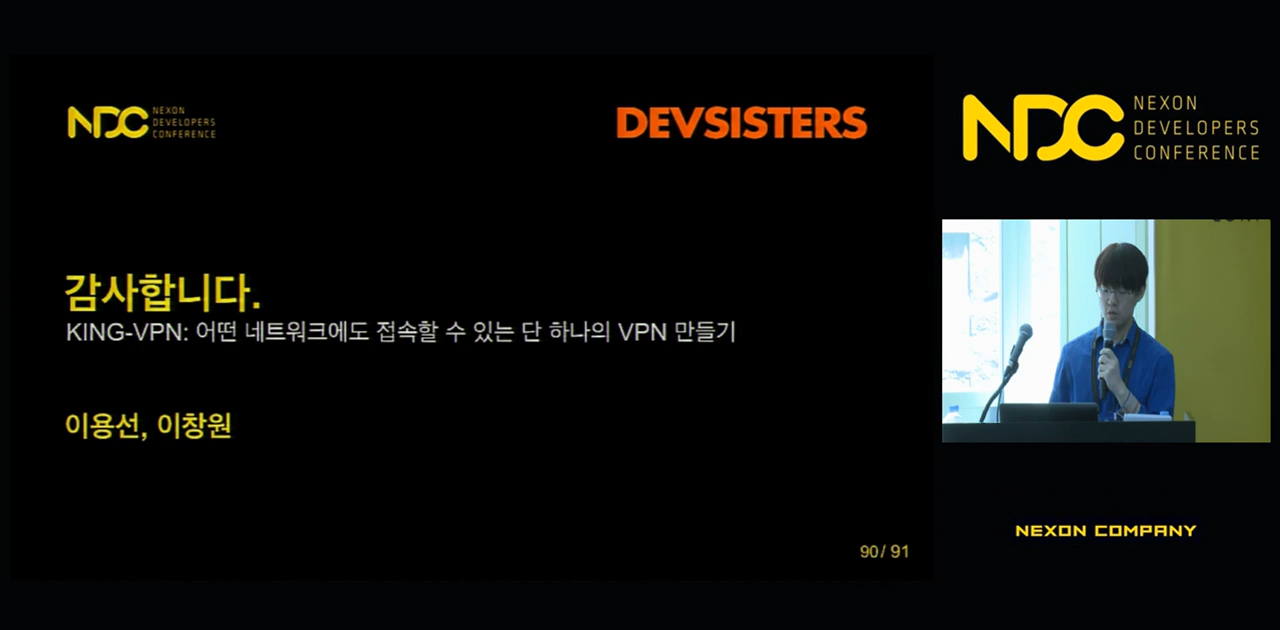 NDC NEXON
DEVELOPERS
CONFERENCE
DEVSISTERS
감사합니다.
KING-VPN: 어떤 네트워크에도 접속할 수 있는 단 하나의 VPN 만들기
이용선, 이창원
90 / 91
NDC NEXON
DEVELOPERS
CONFERENCE
NEXON COMPANY